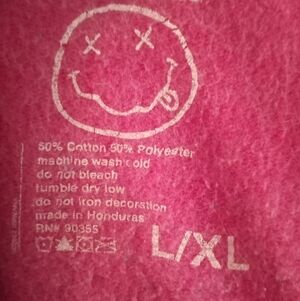 50% Cotton 50% Polyester
machine wash cold
do not bleach
tumble dry low
do not iron decoration
made in Honduras
RN# 90355
L/XL